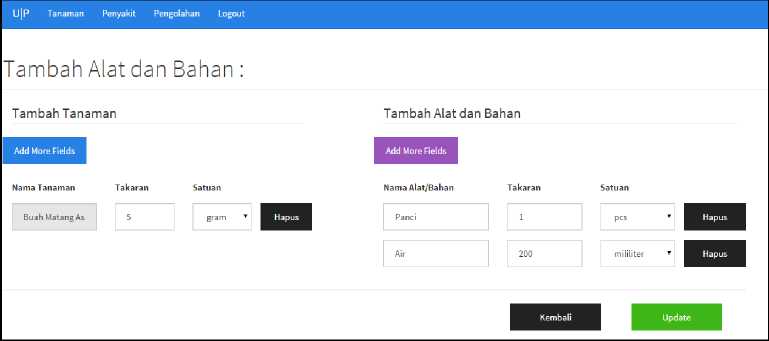 U|P Tanaman Penyakit Pengolahan Logout
Tambah Alat dan Bahan :
Tambah Tanaman
Add More Fields
Nama Tanaman Takaran Satuan
Buah Matang As 5 gram Hapus
Tambah Alat dan Bahan
Add More Fields
Nama Alat/Bahan Takaran Satuan
Panci 1 pcs Hapus
Air 200 mililiter Hapus
Kembali Update